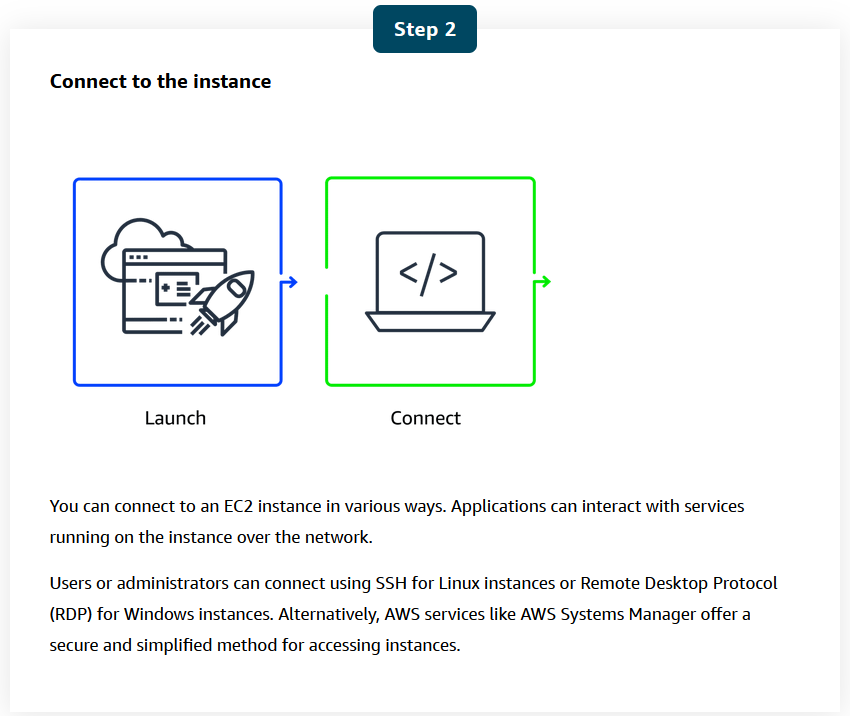 Step 2
Connect to the instance
</>
Launch
Connect
You can connect to an EC2 instance in various ways. Applications can interact with services
running on the instance over the network.
Users or administrators can connect using SSH for Linux instances or Remote Desktop Protocol
(RDP) for Windows instances. Alternatively, AWS services like AWS Systems Manager offer a
secure and simplified method for accessing instances.